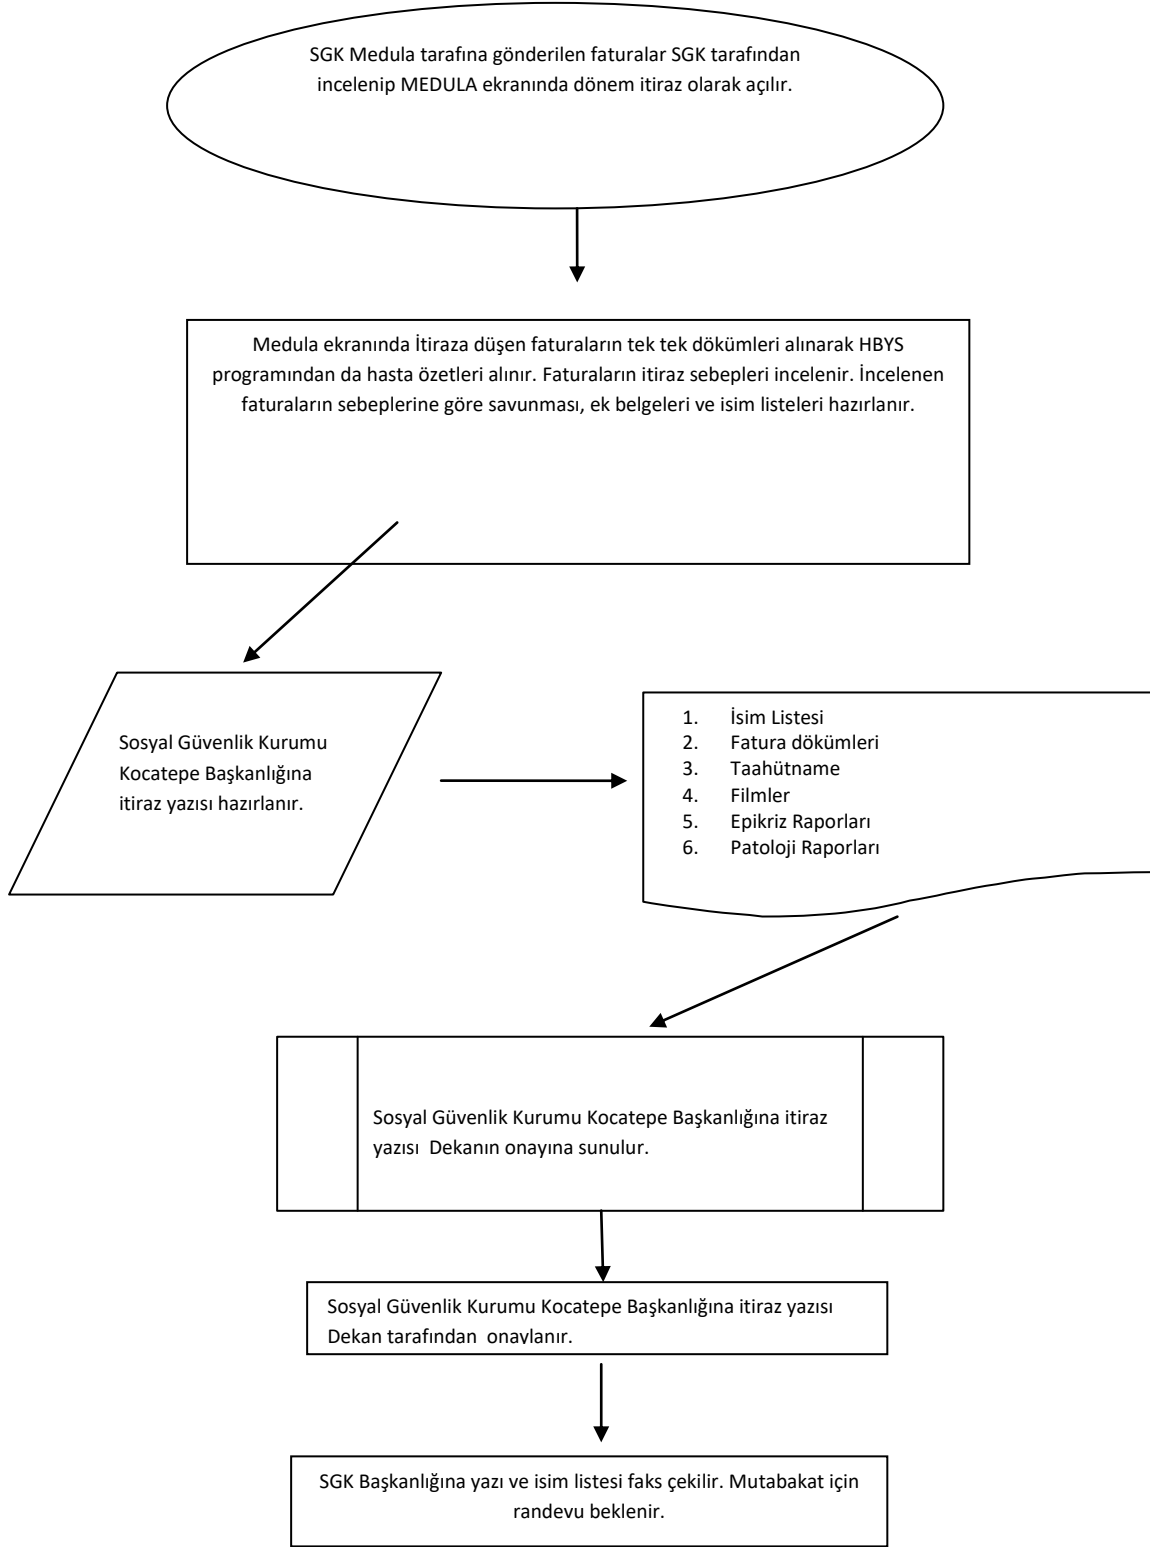 SGK Medula tarafına gönderilen faturalar SGK tarafından
incelenip MEDULA ekranında dönem itiraz olarak açılır.
Medula ekranında İtiraza düşen faturaların tek tek dökümleri alınarak HBYS
programından da hasta özetleri alınır. Faturaların itiraz sebepleri incelenir. İncelenen
faturaların sebeplerine göre savunması, ek belgeleri ve isim listeleri hazırlanır.
Sosyal Güvenlik Kurumu
Kocatepe Başkanlığına
itiraz yazısı hazırlanır.
1. İsim Listesi
2. Fatura dökümleri
3. Taahütname
4. Filmler
5. Epikriz Raporları
6. Patoloji Raporları
Sosyal Güvenlik Kurumu Kocatepe Başkanlığına itiraz
yazısı Dekanın onayına sunulur.
Sosyal Güvenlik Kurumu Kocatepe Başkanlığına itiraz yazısı
Dekan tarafından onaylanır.
SGK Başkanlığına yazı ve isim listesi faks çekilir. Mutabakat için
randevu beklenir.